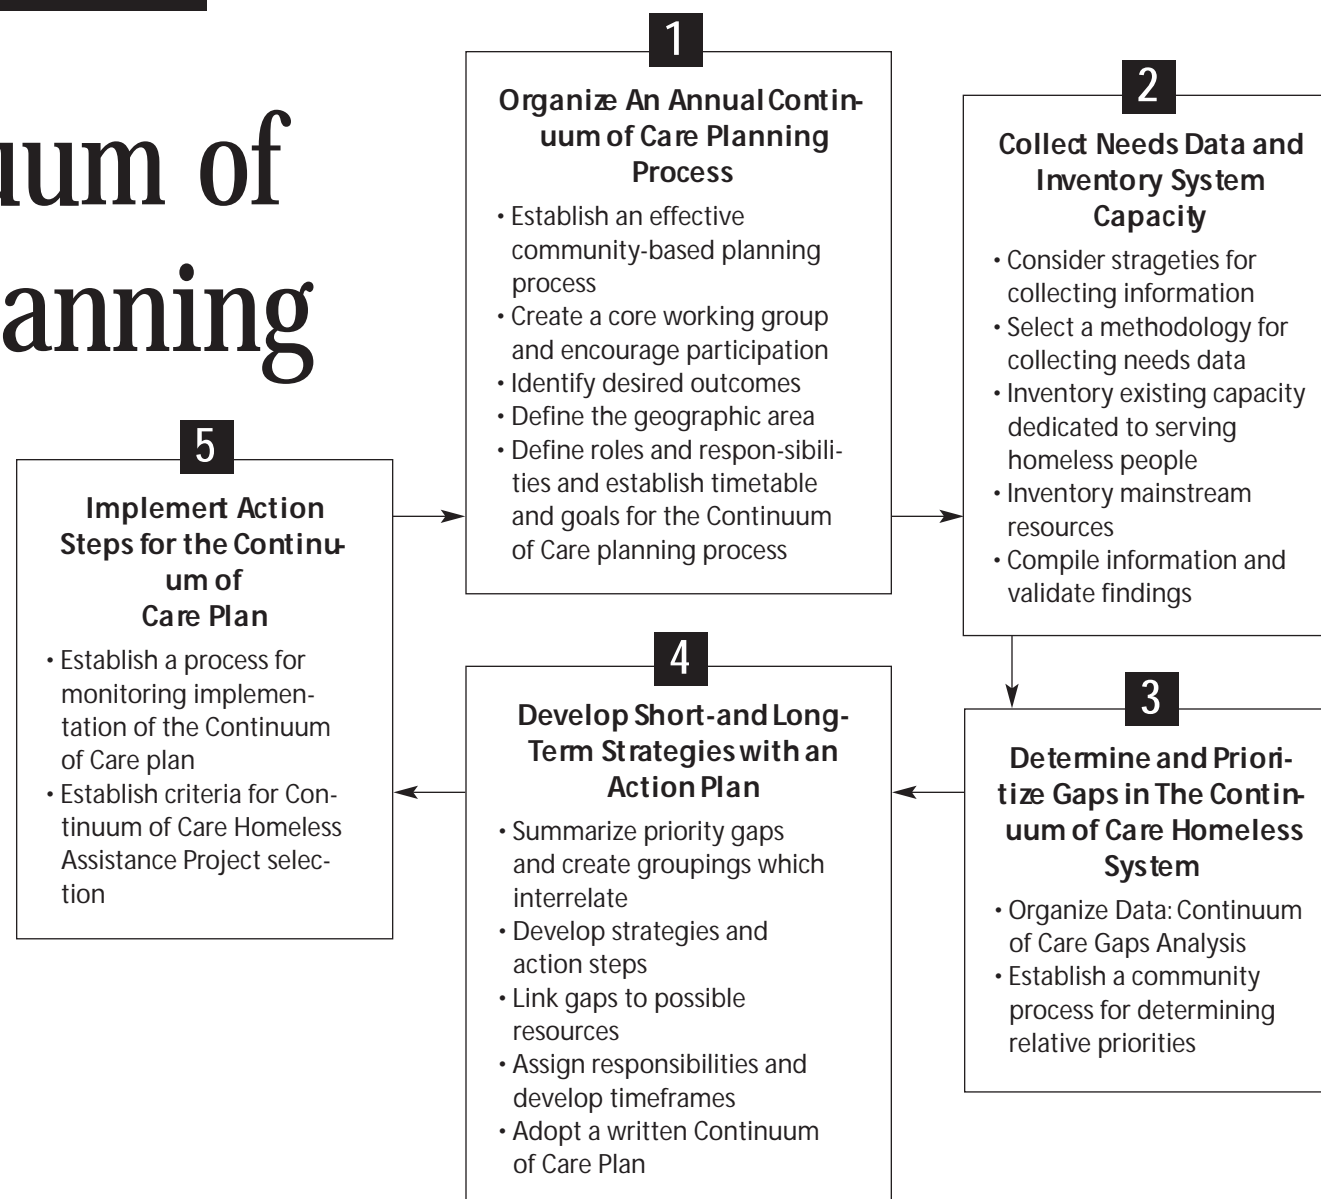 uum of
anning
1
Organize An Annual Contin-
uum of Care Planning
Process
• Establish an effective
community-based planning
process
• Create a core working group
and encourage participation
• Identify desired outcomes
• Define the geographic area
• Define roles and respon-sibili-
ties and establish timetable
and goals for the Continuum
of Care planning process
2
Collect Needs Data and
Inventory System
Capacity
• Consider strageties for
collecting information
• Select a methodology for
collecting needs data
• Inventory existing capacity
dedicated to serving
homeless people
• Inventory mainstream
resources
• Compile information and
validate findings
3
Determine and Priori-
tize Gaps in The Contin-
uum of Care Homeless
System
• Organize Data: Continuum
of Care Gaps Analysis
• Establish a community
process for determining
relative priorities
4
Develop Short-and Long-
Term Strategies with an
Action Plan
• Summarize priority gaps
and create groupings which
interrelate
• Develop strategies and
action steps
• Link gaps to possible
resources
• Assign responsibilities and
develop timeframes
• Adopt a written Continuum
of Care Plan
5
Implement Action
Steps for the Continu-
um of
Care Plan
• Establish a process for
monitoring implemen-
tation of the Continuum
of Care plan
• Establish criteria for Con-
tinuum of Care Homeless
Assistance Project selec-
tion